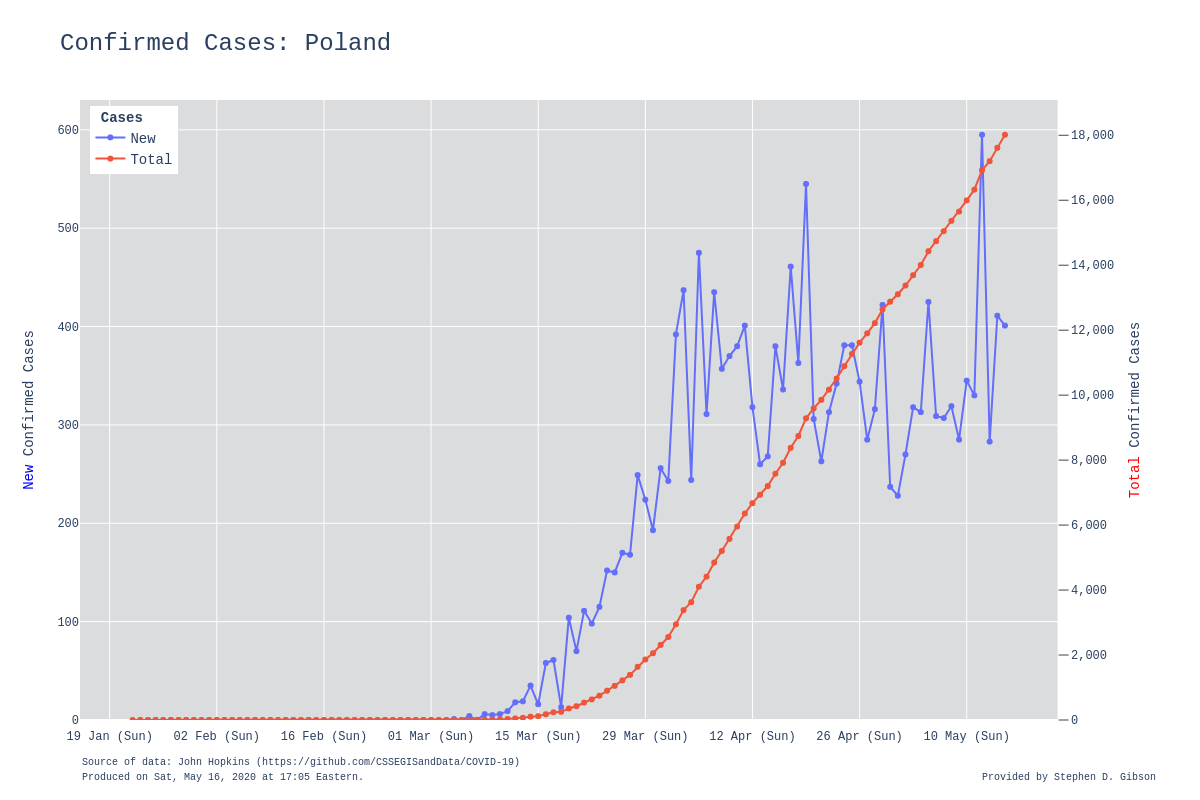 Confirmed Cases: Poland
Cases
New
Total
600
500
400
300
200
100
0
New Confirmed Cases
18,000
16,000
14,000
12,000
10,000
8,000
6,000
4,000
2,000
0
Total Confirmed Cases
19 Jan (Sun) 02 Feb (Sun) 16 Feb (Sun) 01 Mar (Sun) 15 Mar (Sun) 29 Mar (Sun) 12 Apr (Sun) 26 Apr (Sun) 10 May (Sun)
Source of data: John Hopkins (https://github.com/CSSEGISandData/COVID-19)
Produced on Sat, May 16, 2020 at 17:05 Eastern.
Provided by Stephen D. Gibson